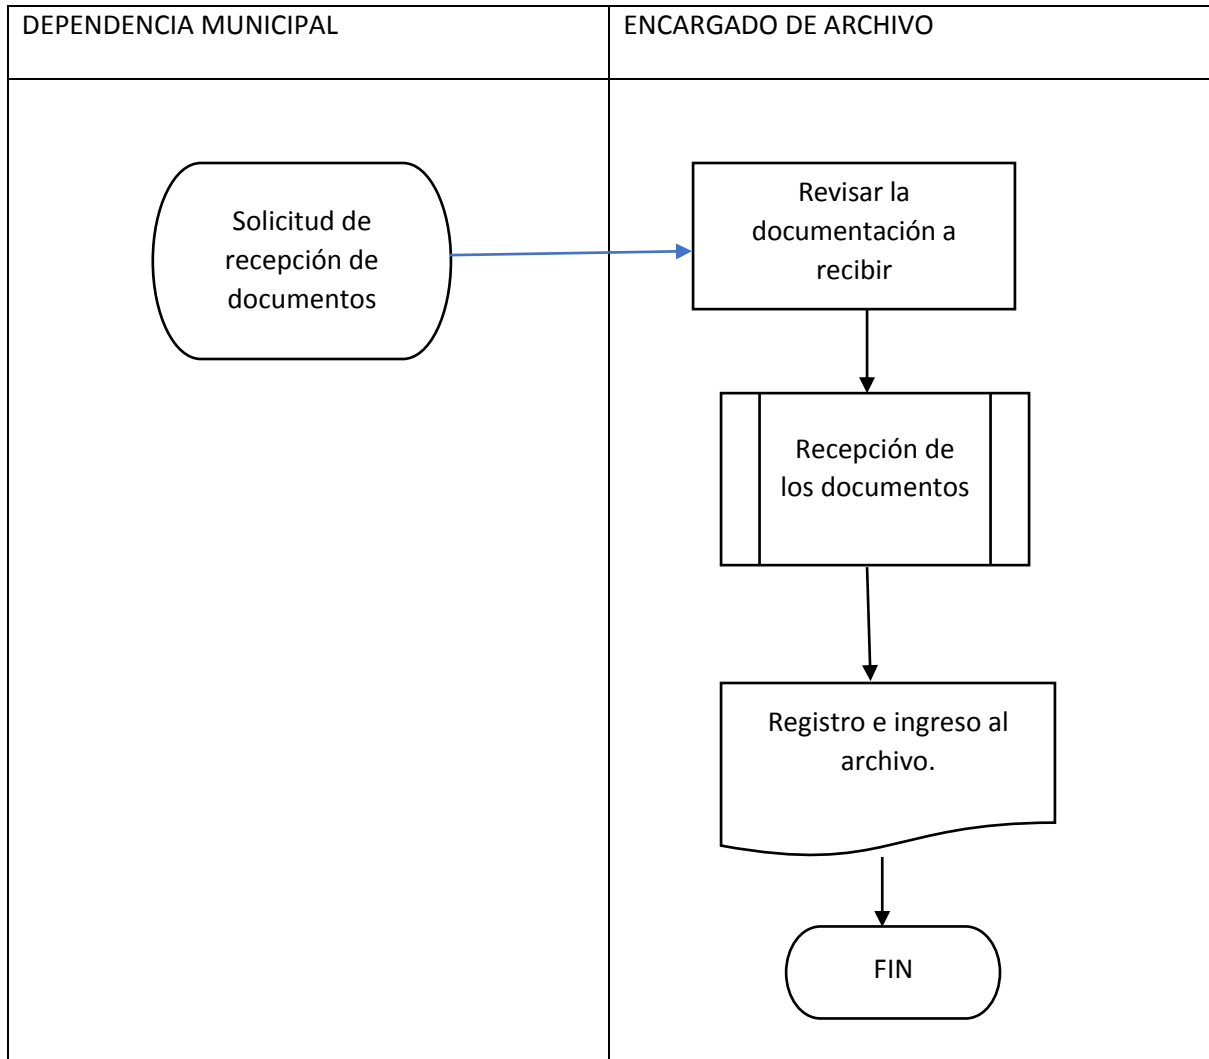 DEPENDENCIA MUNICIPAL
ENCARGADO DE ARCHIVO
Solicitud de
recepción de
documentos
Revisar la
documentación a
recibir
Recepción de
los documentos
Registro e ingreso al
archivo.
FIN